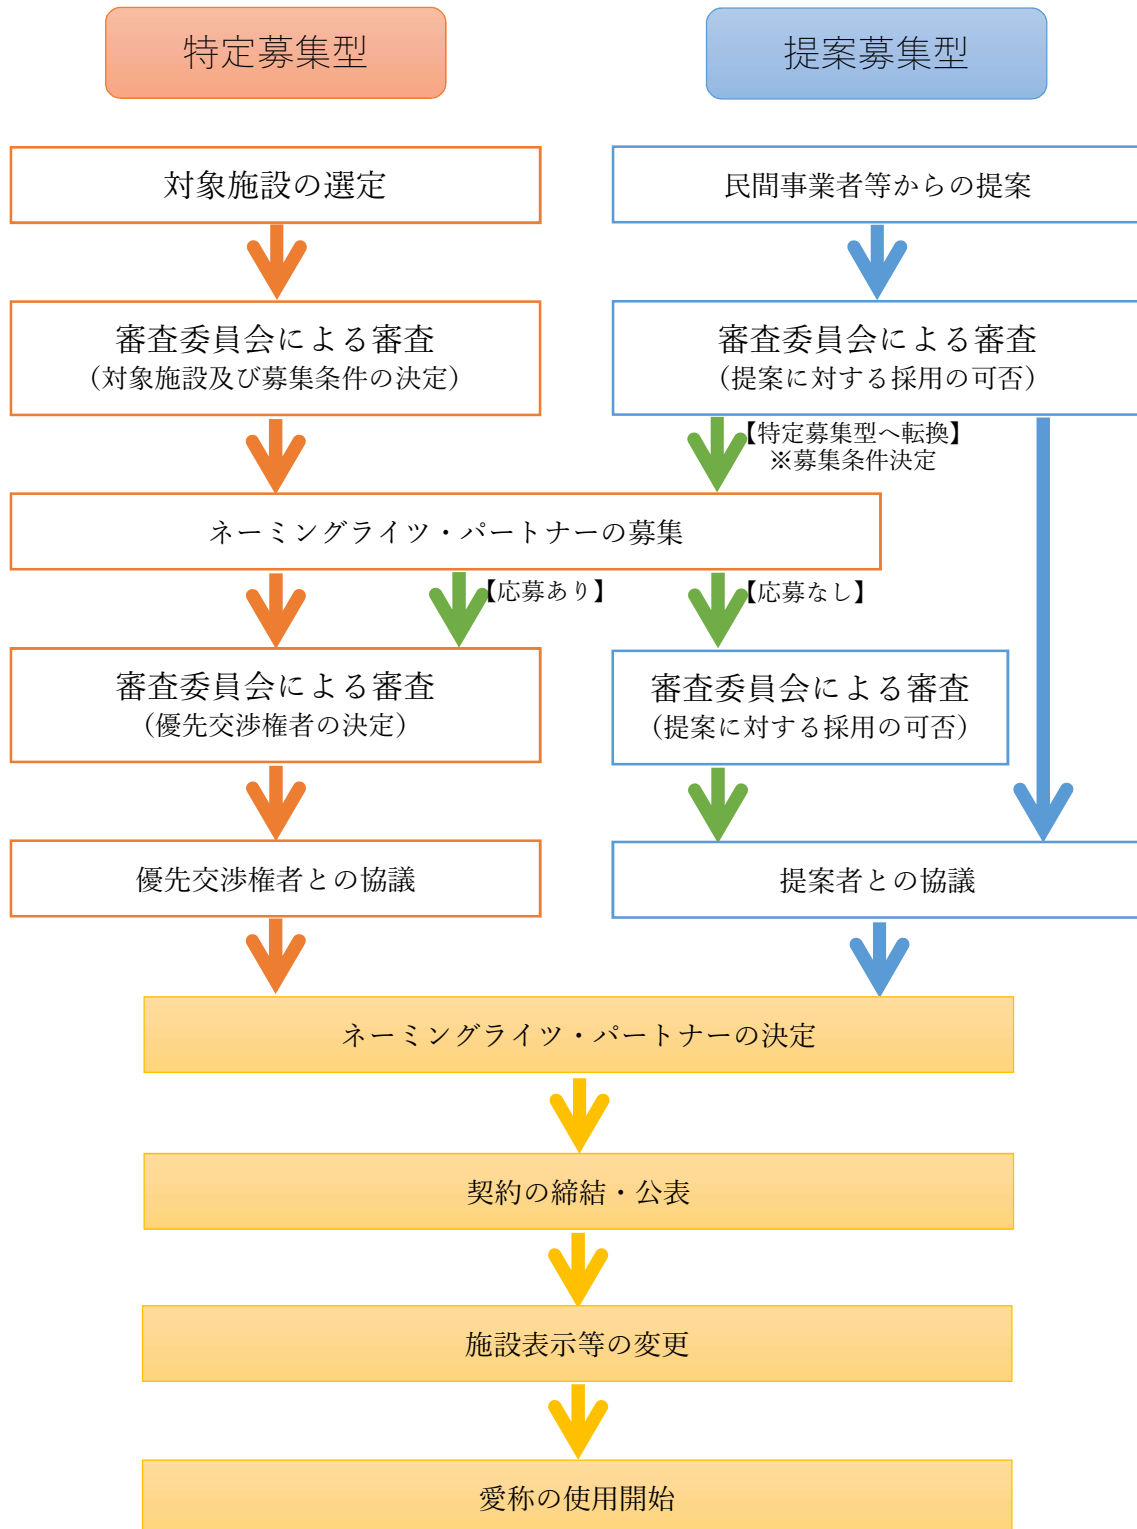 特定募集型
提案募集型
対象施設の選定
民間事業者等からの提案
審査委員会による審査
（対象施設及び募集条件の決定）
審査委員会による審査
（提案に対する採用の可否）
【特定募集型へ転換】
※募集条件決定
ネーミングライツ・パートナーの募集
【応募あり】
【応募なし】
審査委員会による審査
（優先交渉権者の決定）
審査委員会による審査
（提案に対する採用の可否）
優先交渉権者との協議
提案者との協議
ネーミングライツ・パートナーの決定
契約の締結・公表
施設表示等の変更
愛称の使用開始